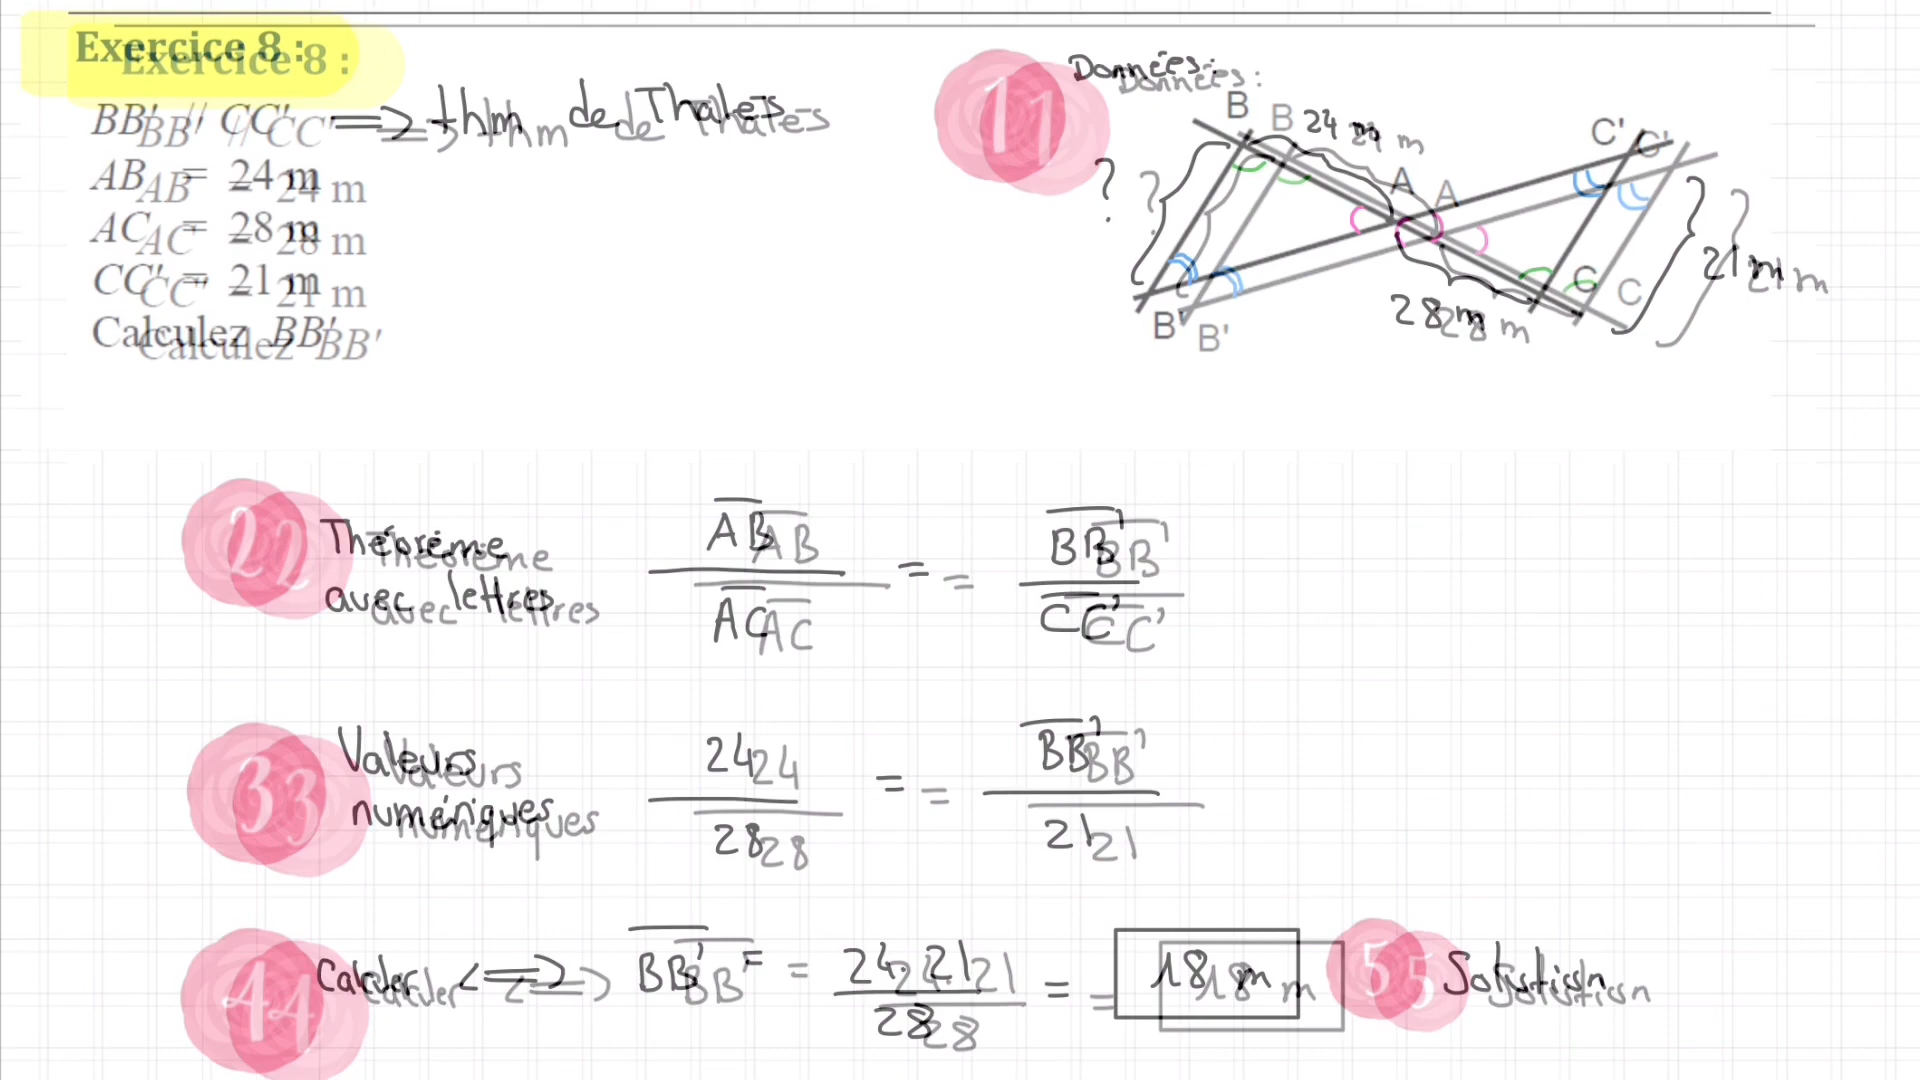 Exercice 8 :
BB' // CC' ⇒ thm de Thalès
AB = 24 m
AC = 28 m
CC' = 21 m
Calculez BB'
1 Données:
B 24 m C'
? A
21 m
B' 28 m C
2 Théorème avec lettres AB/AC = BB'/CC'
3 Valeurs numériques 24/28 = BB'/21
4 Calculer <=> BB' = 24.21/28 = 18 m 5 Solution